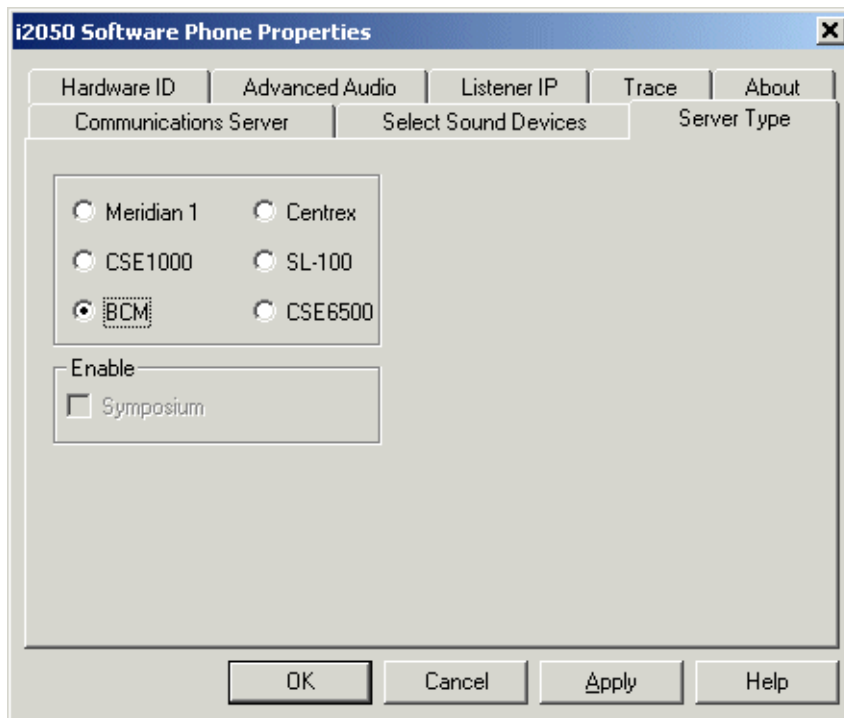 i2050 Software Phone Properties
Hardware ID Advanced Audio Listener IP Trace About
Communications Server Select Sound Devices Server Type
Meridian 1 Centrex
CSE1000 SL-100
BCM CSE6500
Enable
Symposium
OK Cancel Apply Help